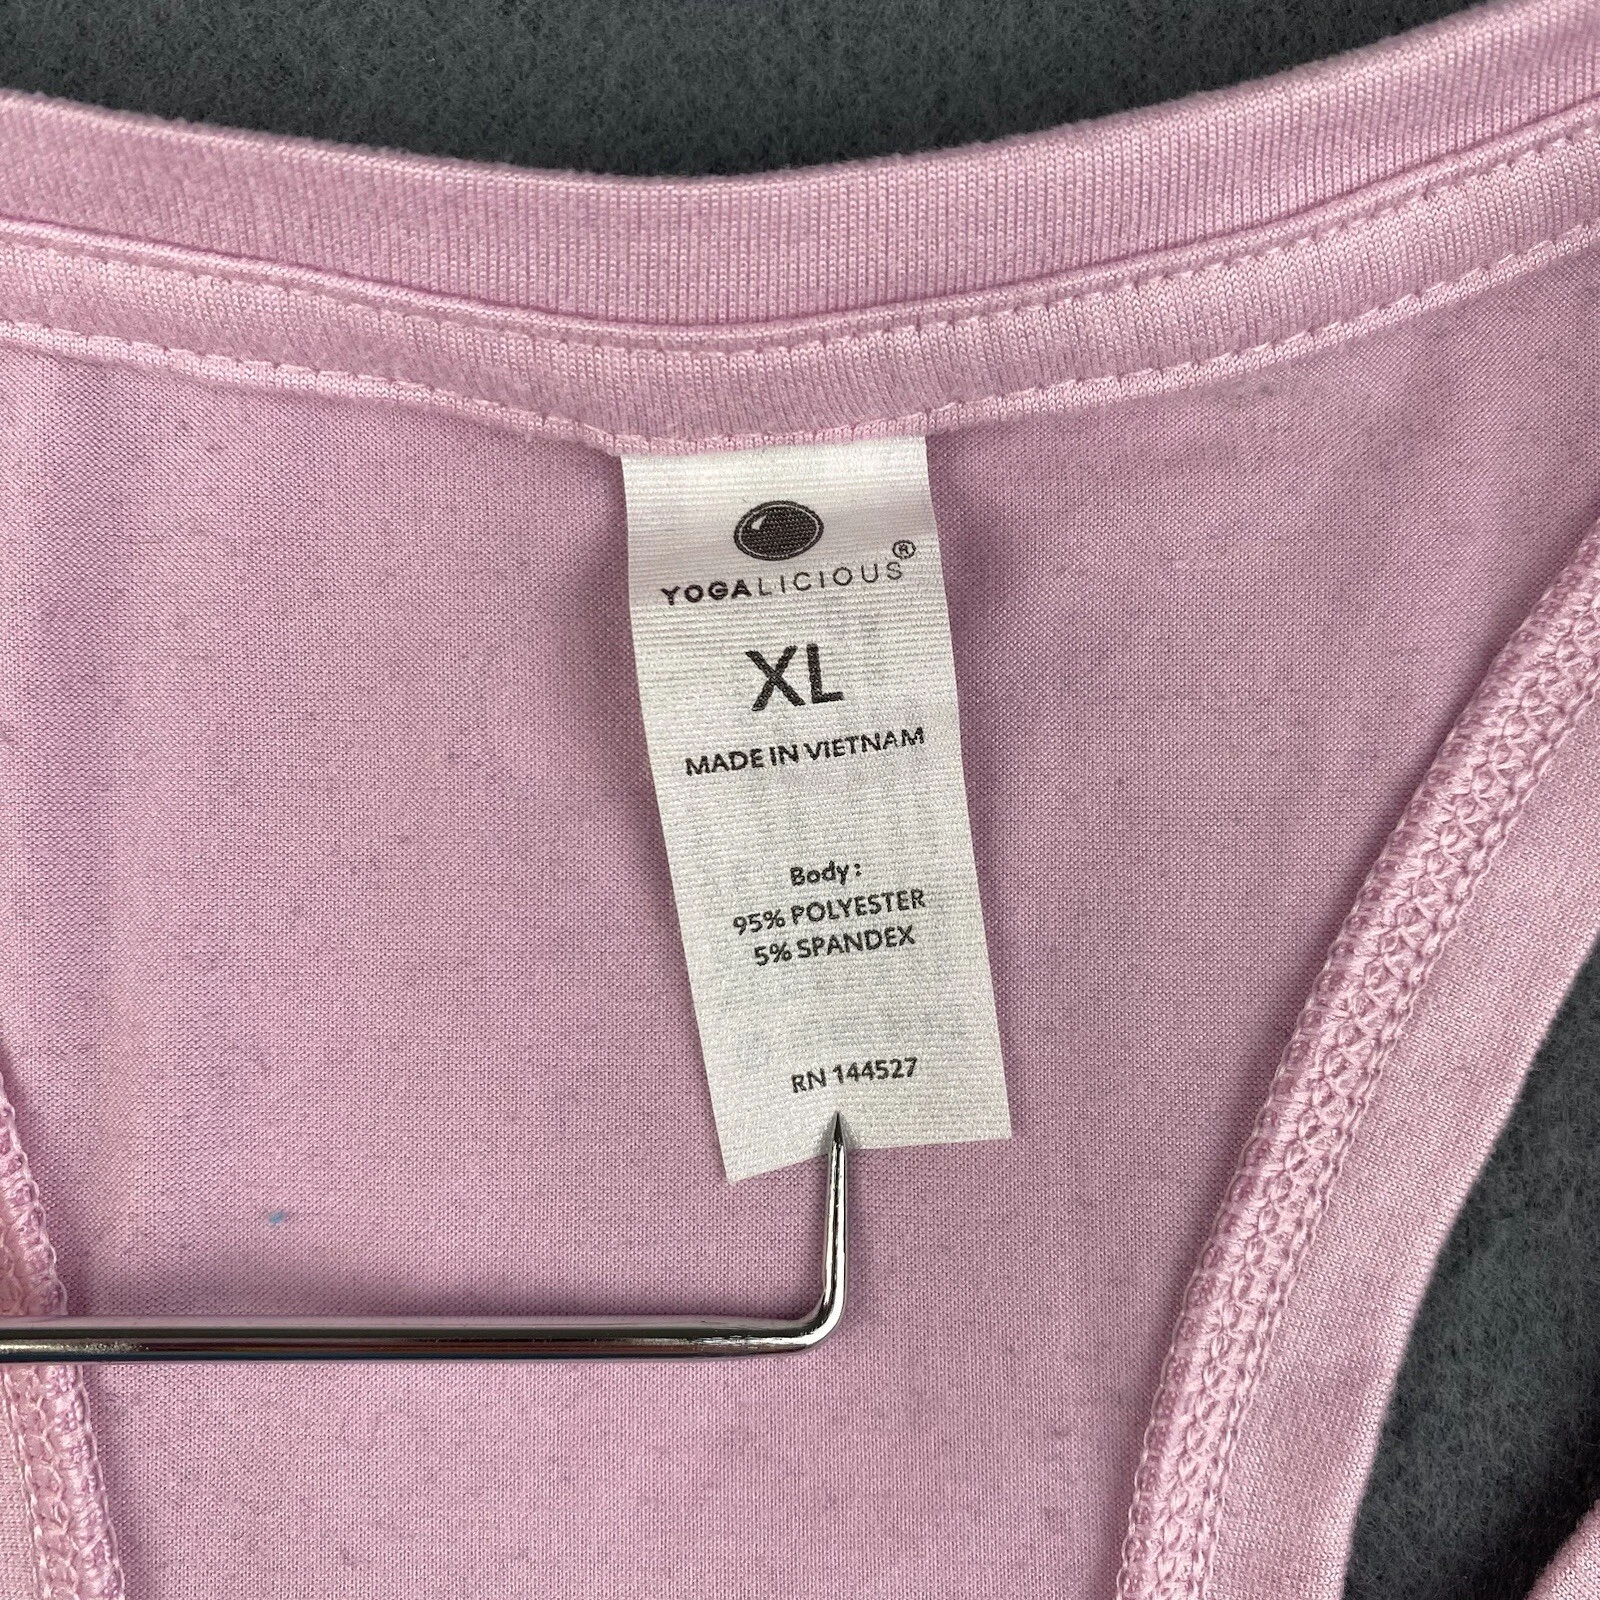 YOGALICIOUS®
XL
MADE IN VIETNAM
Body:
95% POLYESTER
5% SPANDEX
RN 144527